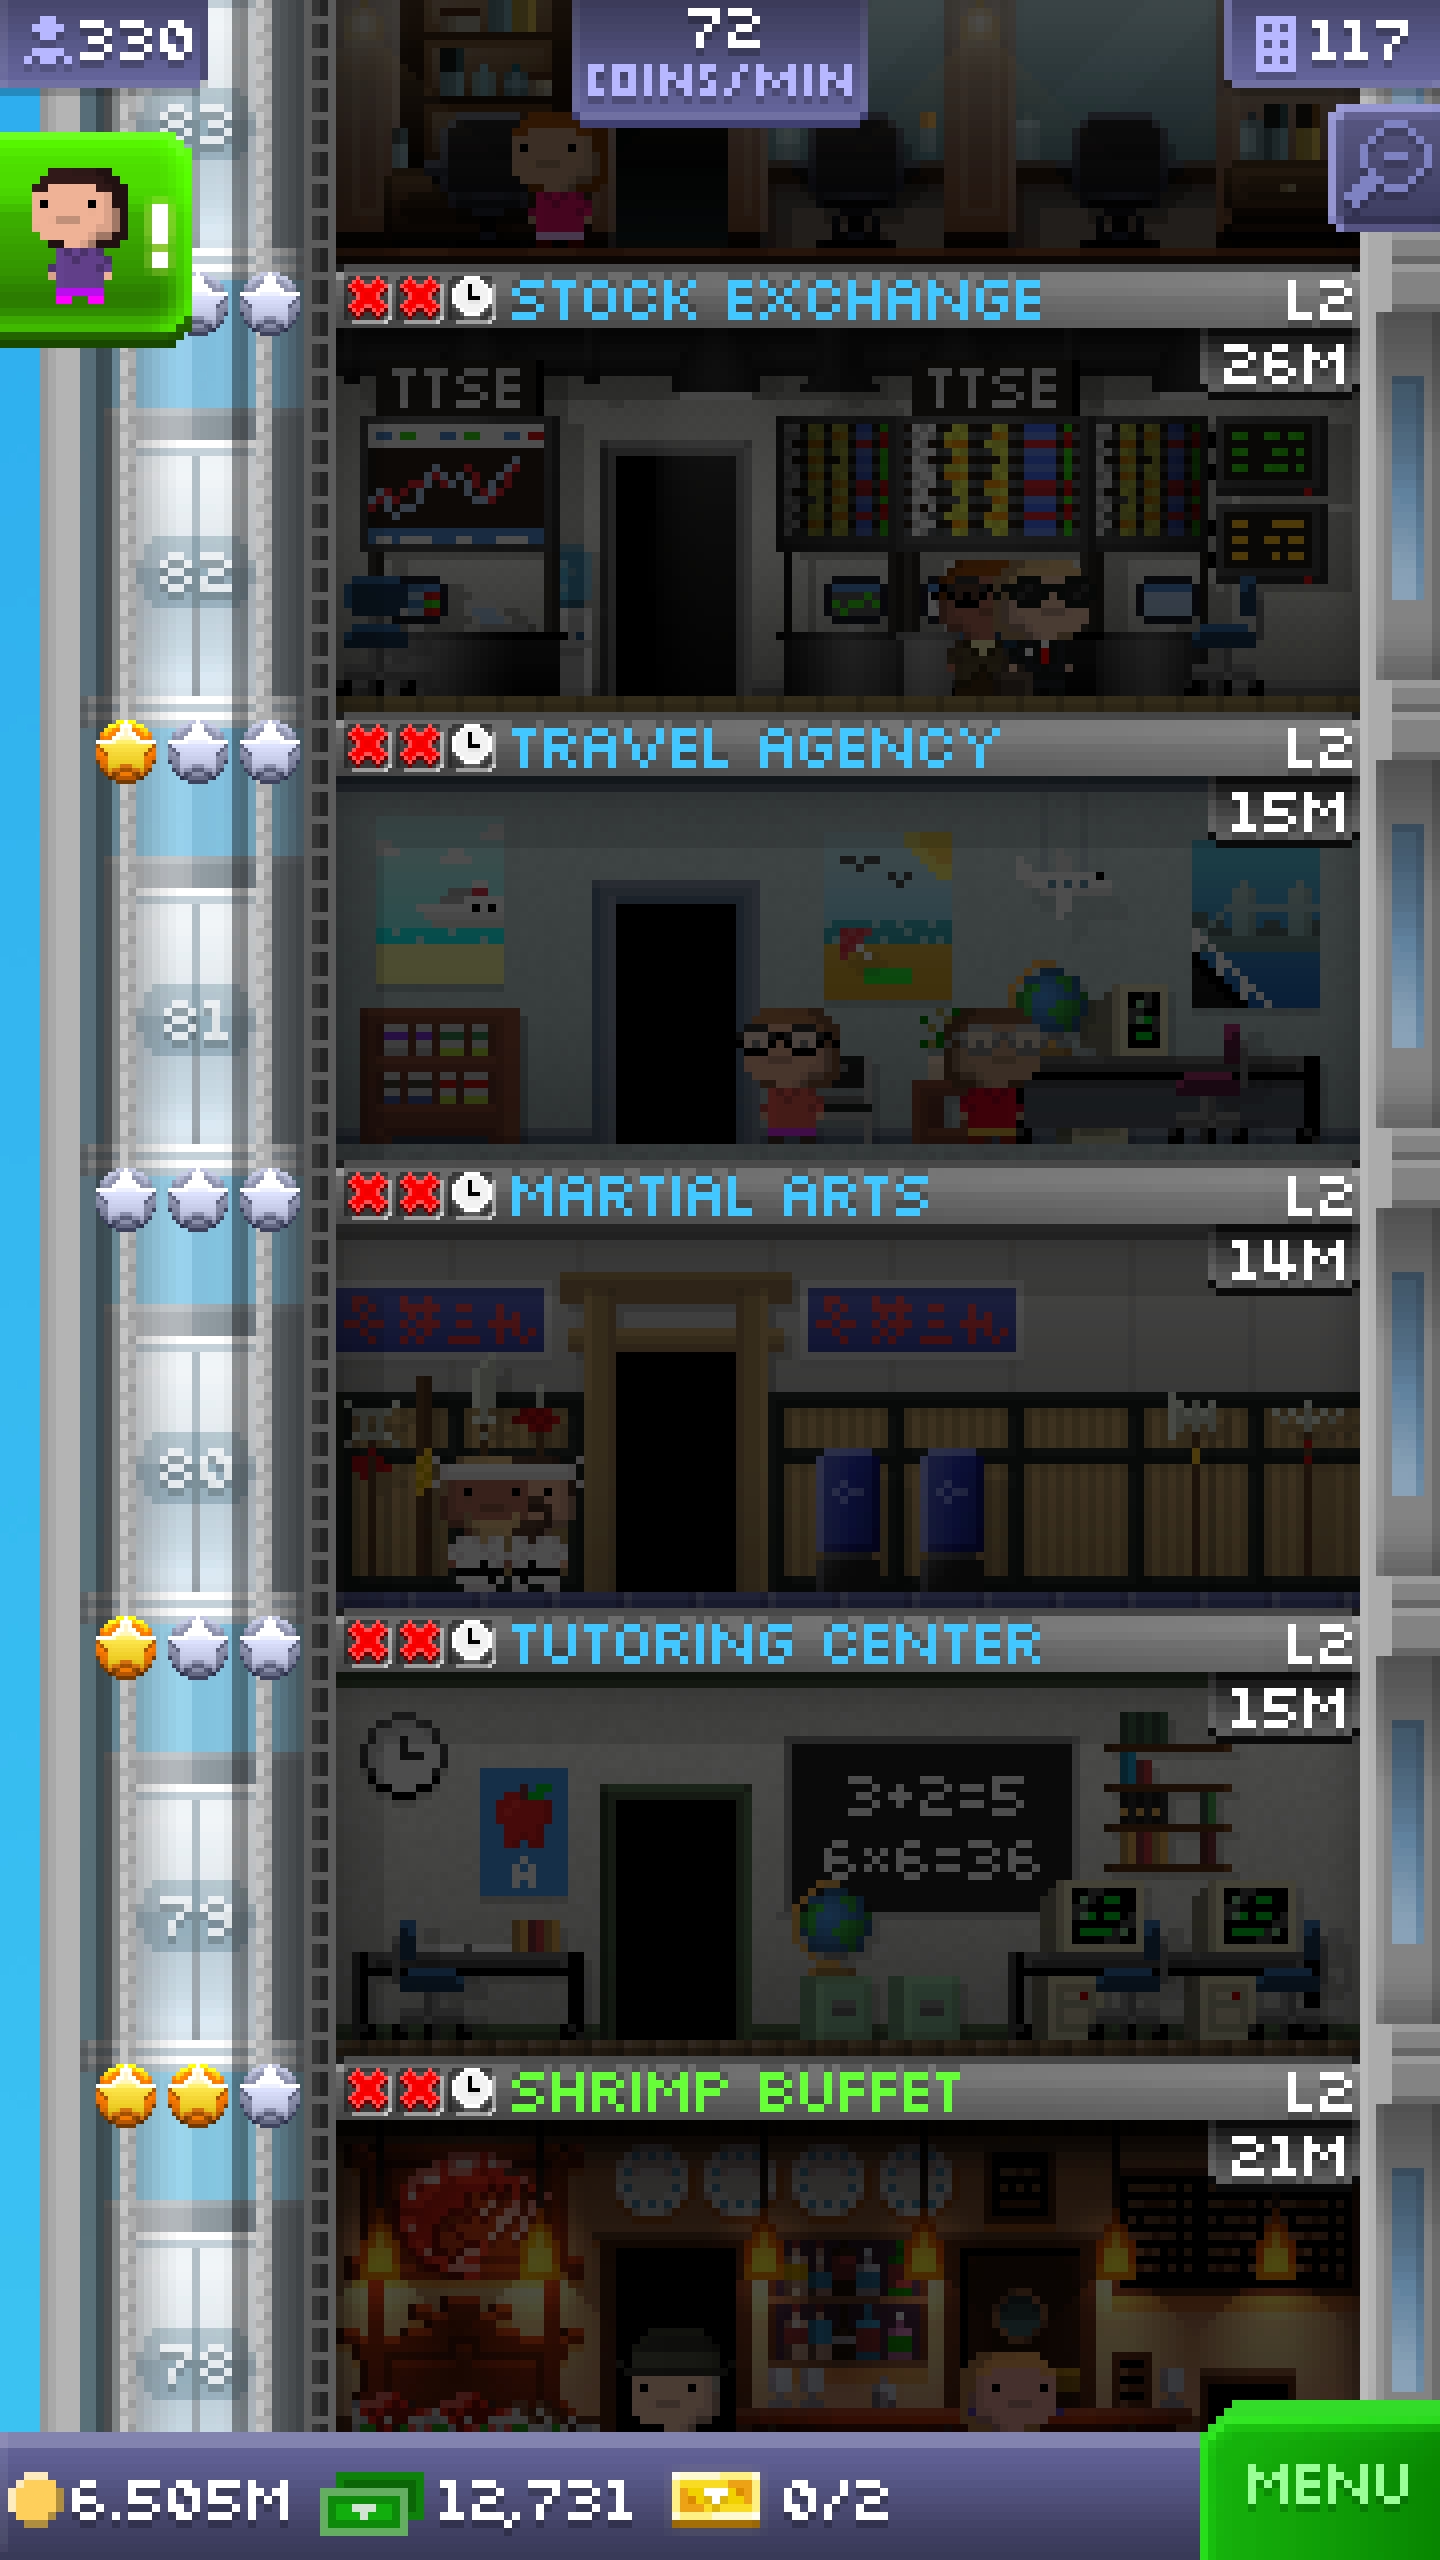 330
72
COINS/MIN
117
83
!
STOCK EXCHANGE L2
26M
TTSE TTSE
82
TRAVEL AGENCY L2
15M
81
MARTIAL ARTS L2
14M
80
TUTORING CENTER L2
15M
3+2=5
6×6=36
A
79
SHRIMP BUFFET L2
21M
78
6.505M 12,731 0/2
MENU